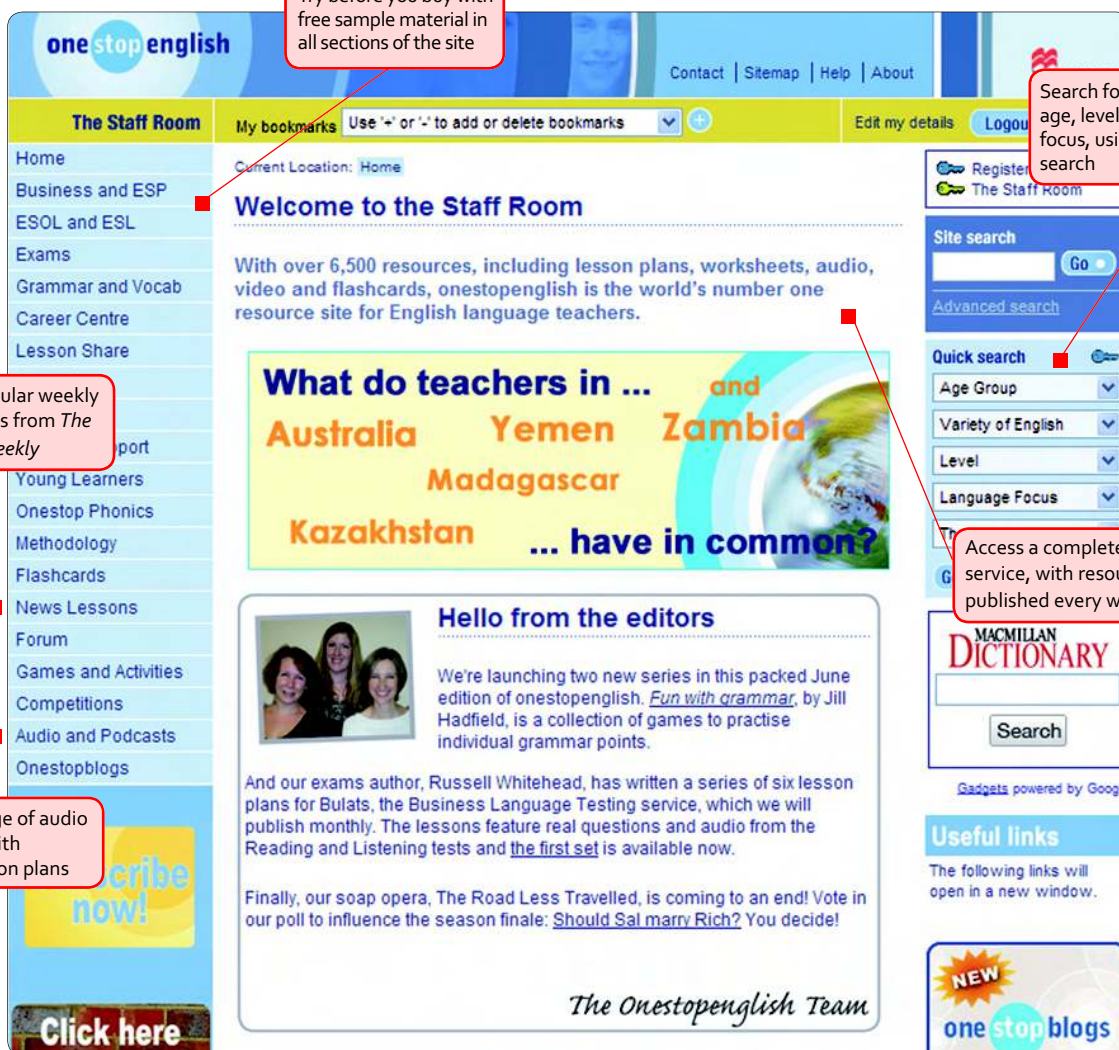 Try before you buy with
free sample material in
all sections of the site
one stop english
Contact | Sitemap | Help | About
Search fo
age, level
focus, usi
search
The Staff Room
My bookmarks
Use '+' or '-' to add or delete bookmarks
Edit my details
Logou
Home
Business and ESP
ESOL and ESL
Exams
Grammar and Vocab
Career Centre
Lesson Share
ular weekly
s from The
eekly
pport
Young Learners
Onestop Phonics
Methodology
Flashcards
News Lessons
Forum
Games and Activities
Competitions
Audio and Podcasts
Onestopblogs
ge of audio
ith
on plans
scribe
now!
Click here
Current Location: Home
Welcome to the Staff Room
With over 6,500 resources, including lesson plans, worksheets, audio,
video and flashcards, onestopenglish is the world's number one
resource site for English language teachers.
What do teachers in ...
and
Australia
Yemen
Zambia
Madagascar
Kazakhstan
... have in common?
Hello from the editors
We're launching two new series in this packed June
edition of onestopenglish. Fun with grammar, by Jill
Hadfield, is a collection of games to practise
individual grammar points.
And our exams author, Russell Whitehead, has written a series of six lesson
plans for Bulats, the Business Language Testing service, which we will
publish monthly. The lessons feature real questions and audio from the
Reading and Listening tests and the first set is available now.
Finally, our soap opera, The Road Less Travelled, is coming to an end! Vote in
our poll to influence the season finale: Should Sal marry Rich? You decide!
The Onestopenglish Team
Register
The Staff Room
Site search
Go
Advanced search
Quick search
Age Group
Variety of English
Level
Language Focus
Th
G
Access a complete
service, with resou
published every w
MACMILLAN
DICTIONARY
Search
Gadgets powered by Goog
Useful links
The following links will
open in a new window.
NEW
one stop blogs